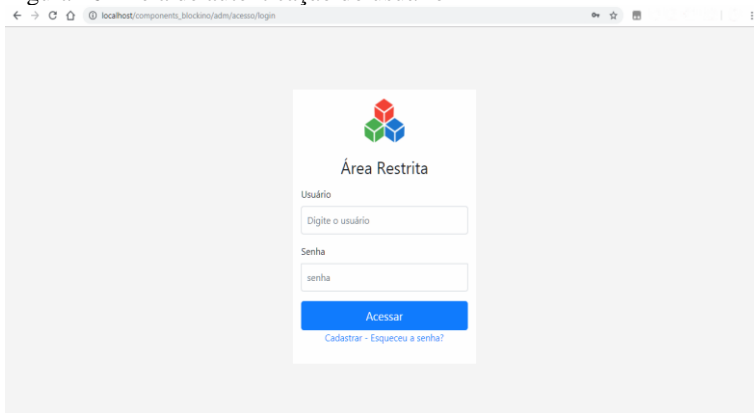 localhost/components_blockino/adm/acesso/login
Área Restrita
Usuário
Digite o usuário
Senha
senha
Acessar
Cadastrar - Esqueceu a senha?